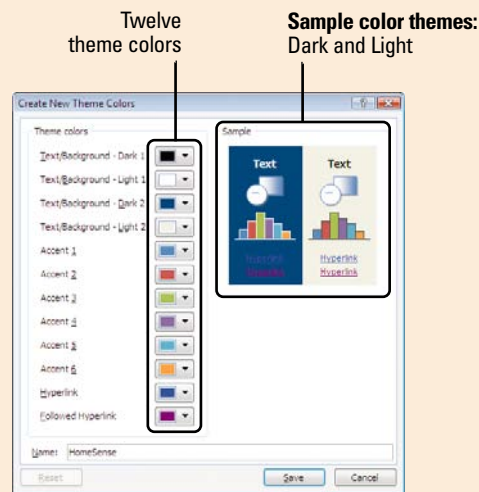 Twelve
theme colors
Sample color themes:
Dark and Light
Create New Theme Colors
Theme colors
Sample
Text/Background - Dark 1
Text/Background - Light 1
Text/Background - Dark 2
Text/Background - Light 2
Accent 1
Accent 2
Accent 3
Accent 4
Accent 5
Accent 6
Hyperlink
Followed Hyperlink
Text
Text
Hyperlink
Hyperlink
Hyperlink
Hyperlink
Name:
HomeSense
Reset
Save
Cancel